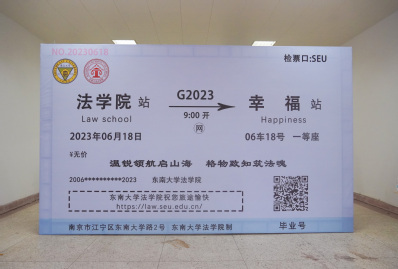 NO.20230618
检票口:SEU
法学院 站
G2023
幸福 站
Law school
9:00 开
Happiness
网
2023年06月18日
06车18号 一等座
¥无价
温锐领航启山海 格物致知筑法魂
2006**********2023 东南大学法学院
东南大学法学院祝您旅途愉快
https://law.seu.edu.cn/
南京市江宁区东南大学路2号 东南大学法学院制
毕业号